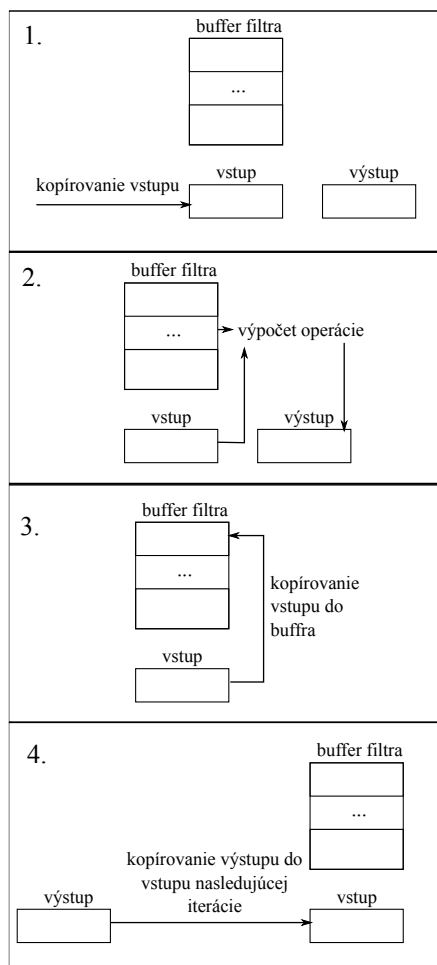 1.
buffer filtra
...
kopírovanie vstupu
vstup
výstup
2.
buffer filtra
...
výpočet operácie
vstup
výstup
3.
buffer filtra
...
kopírovanie
vstupu do
buffra
vstup
4.
buffer filtra
...
kopírovanie výstupu do
vstupu nasledujúcej
iterácie
výstup
vstup